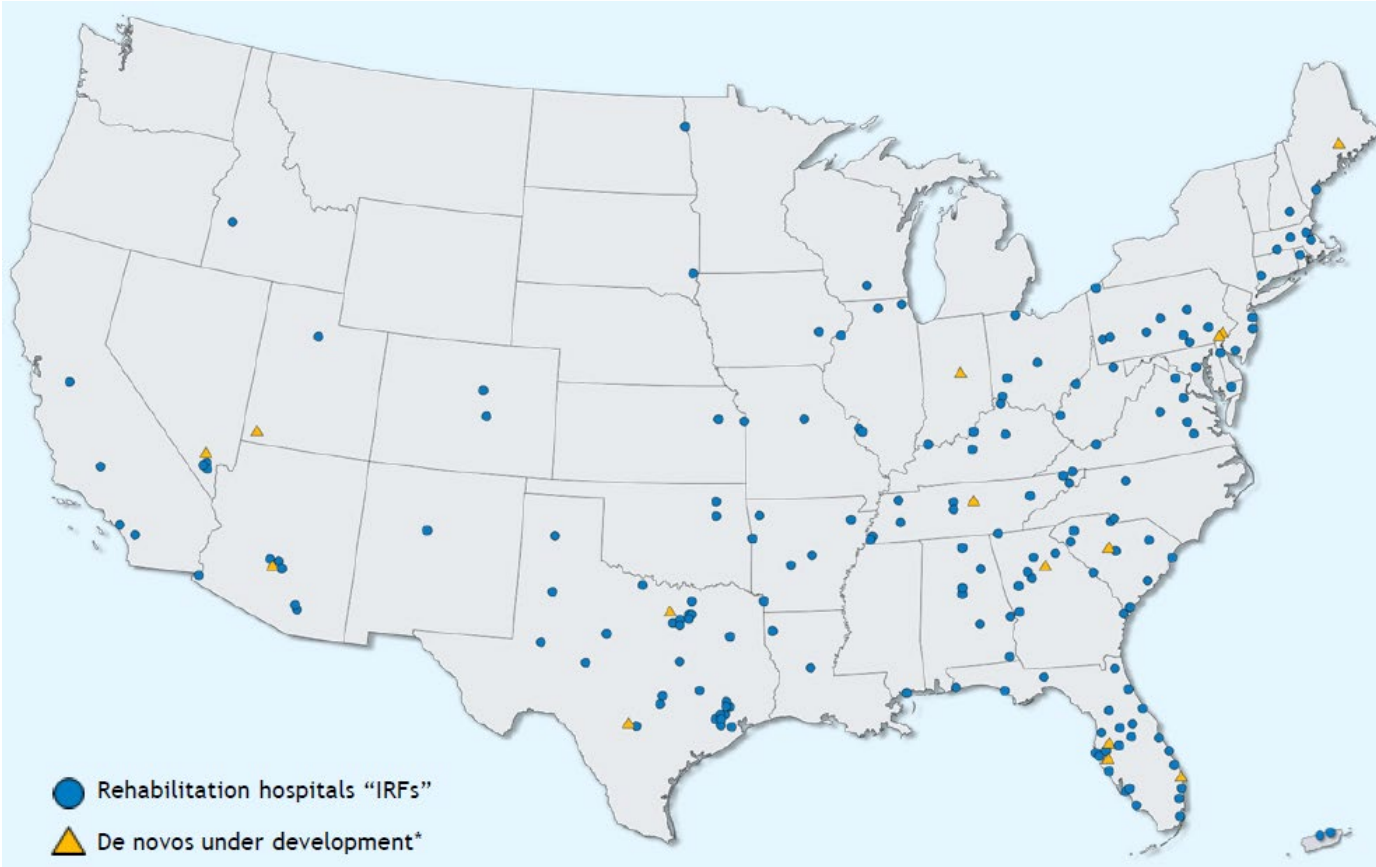 Rehabilitation hospitals “IRFs”
De novos under development*